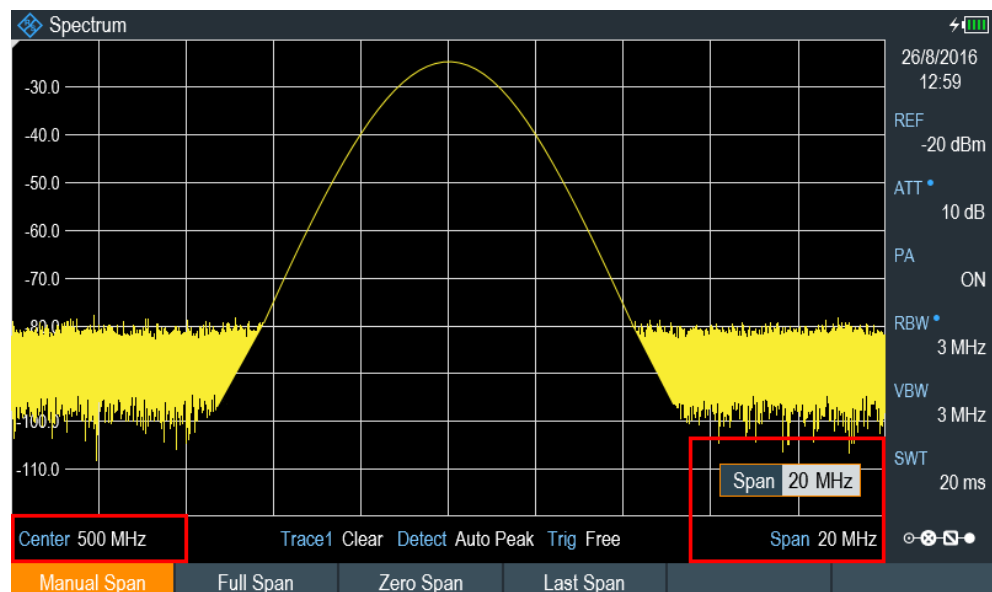 Spectrum
26/8/2016
12:59
-30.0
-40.0
-50.0
-60.0
-70.0
-80.0
-100.0
-110.0
REF
-20 dBm
ATT
10 dB
PA
ON
RBW
3 MHz
VBW
3 MHz
SWT
20 ms
Span 20 MHz
Center 500 MHz Trace1 Clear Detect Auto Peak Trig Free Span 20 MHz
Manual Span Full Span Zero Span Last Span